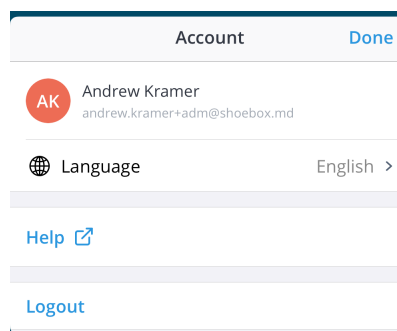 Account
Done
AK
Andrew Kramer
andrew.kramer+adm@shoebox.md
Language
English
Help
Logout